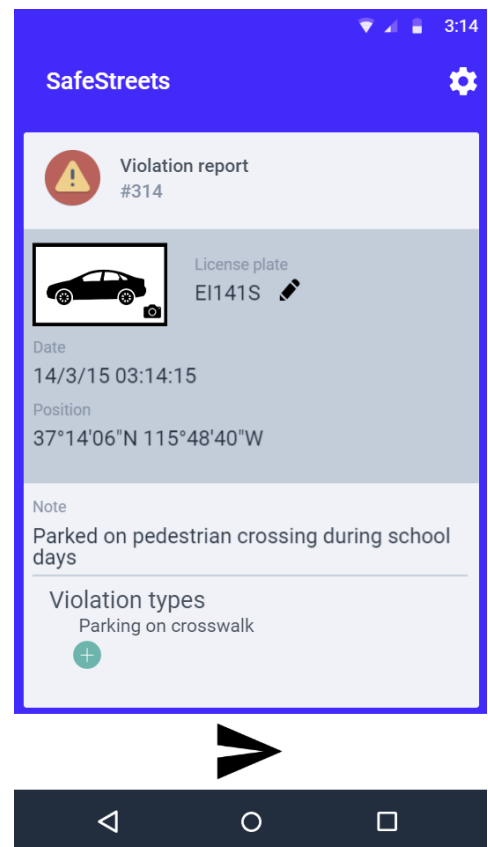 3:14
SafeStreets
Violation report
#314
License plate
EI141S
Date
14/3/15 03:14:15
Position
37°14'06"N 115°48'40"W
Note
Parked on pedestrian crossing during school
days
Violation types
Parking on crosswalk